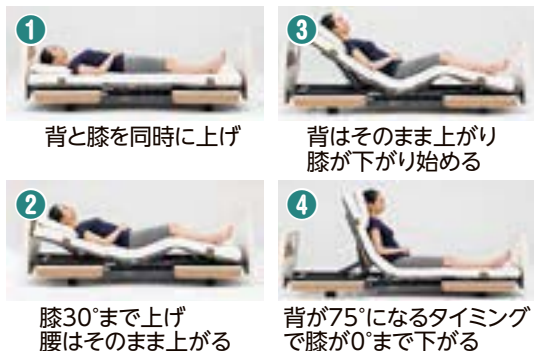 1
背と膝を同時に上げ
2
膝30°まで上げ
腰はそのまま上がる
3
背はそのまま上がり
膝が下がり始める
4
背が75°になるタイミング
で膝が0°まで下がる